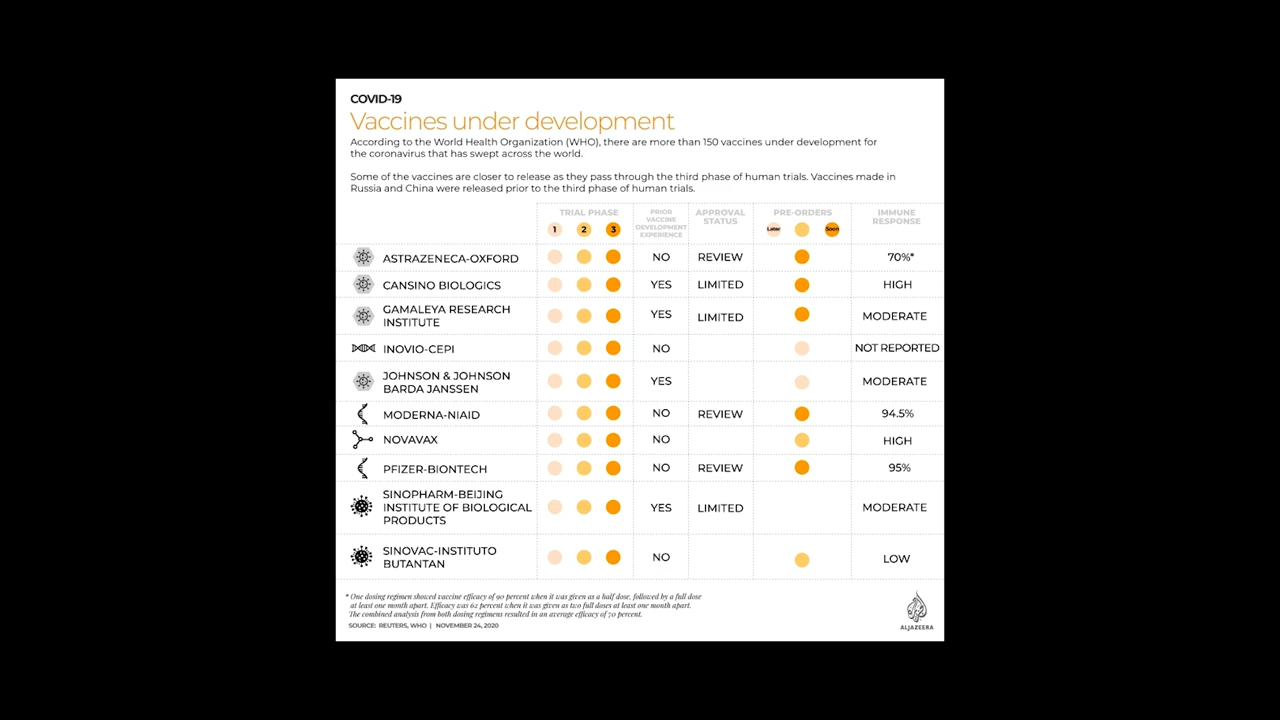 COVID-19
Vaccines under development
According to the World Health Organization (WHO), there are more than 150 vaccines under development for
the coronavirus that has swept across the world.
Some of the vaccines are closer to release as they pass through the third phase of human trials. Vaccines made in
Russia and China were released prior to the third phase of human trials.
TRIAL PHASE
1 2 3
PRIOR
VACCINE
DEVELOPMENT
EXPERIENCE
APPROVAL
STATUS
PRE-ORDERS
Later Soon
IMMUNE
RESPONSE
ASTRAZENECA-OXFORD NO REVIEW 70%*
CANSINO BIOLOGICS YES LIMITED HIGH
GAMALEYA RESEARCH
INSTITUTE YES LIMITED MODERATE
INOVIO-CEPI NO NOT REPORTED
JOHNSON & JOHNSON
BARDA JANSSEN YES MODERATE
MODERNA-NIAID NO REVIEW 94.5%
NOVAVAX NO HIGH
PFIZER-BIONTECH NO REVIEW 95%
SINOPHARM-BEIJING
INSTITUTE OF BIOLOGICAL YES LIMITED MODERATE
PRODUCTS
SINOVAC-INSTITUTO
BUTANTAN NO LOW
* One dosing regimen showed vaccine efficacy of 90 percent when it was given as a half dose, followed by a full dose
at least one month apart. Efficacy was 62 percent when it was given as two full doses at least one month apart.
The combined analysis from both dosing regimens resulted in an average efficacy of 70 percent.
SOURCE: REUTERS, WHO | NOVEMBER 24, 2020
ALJAZEERA